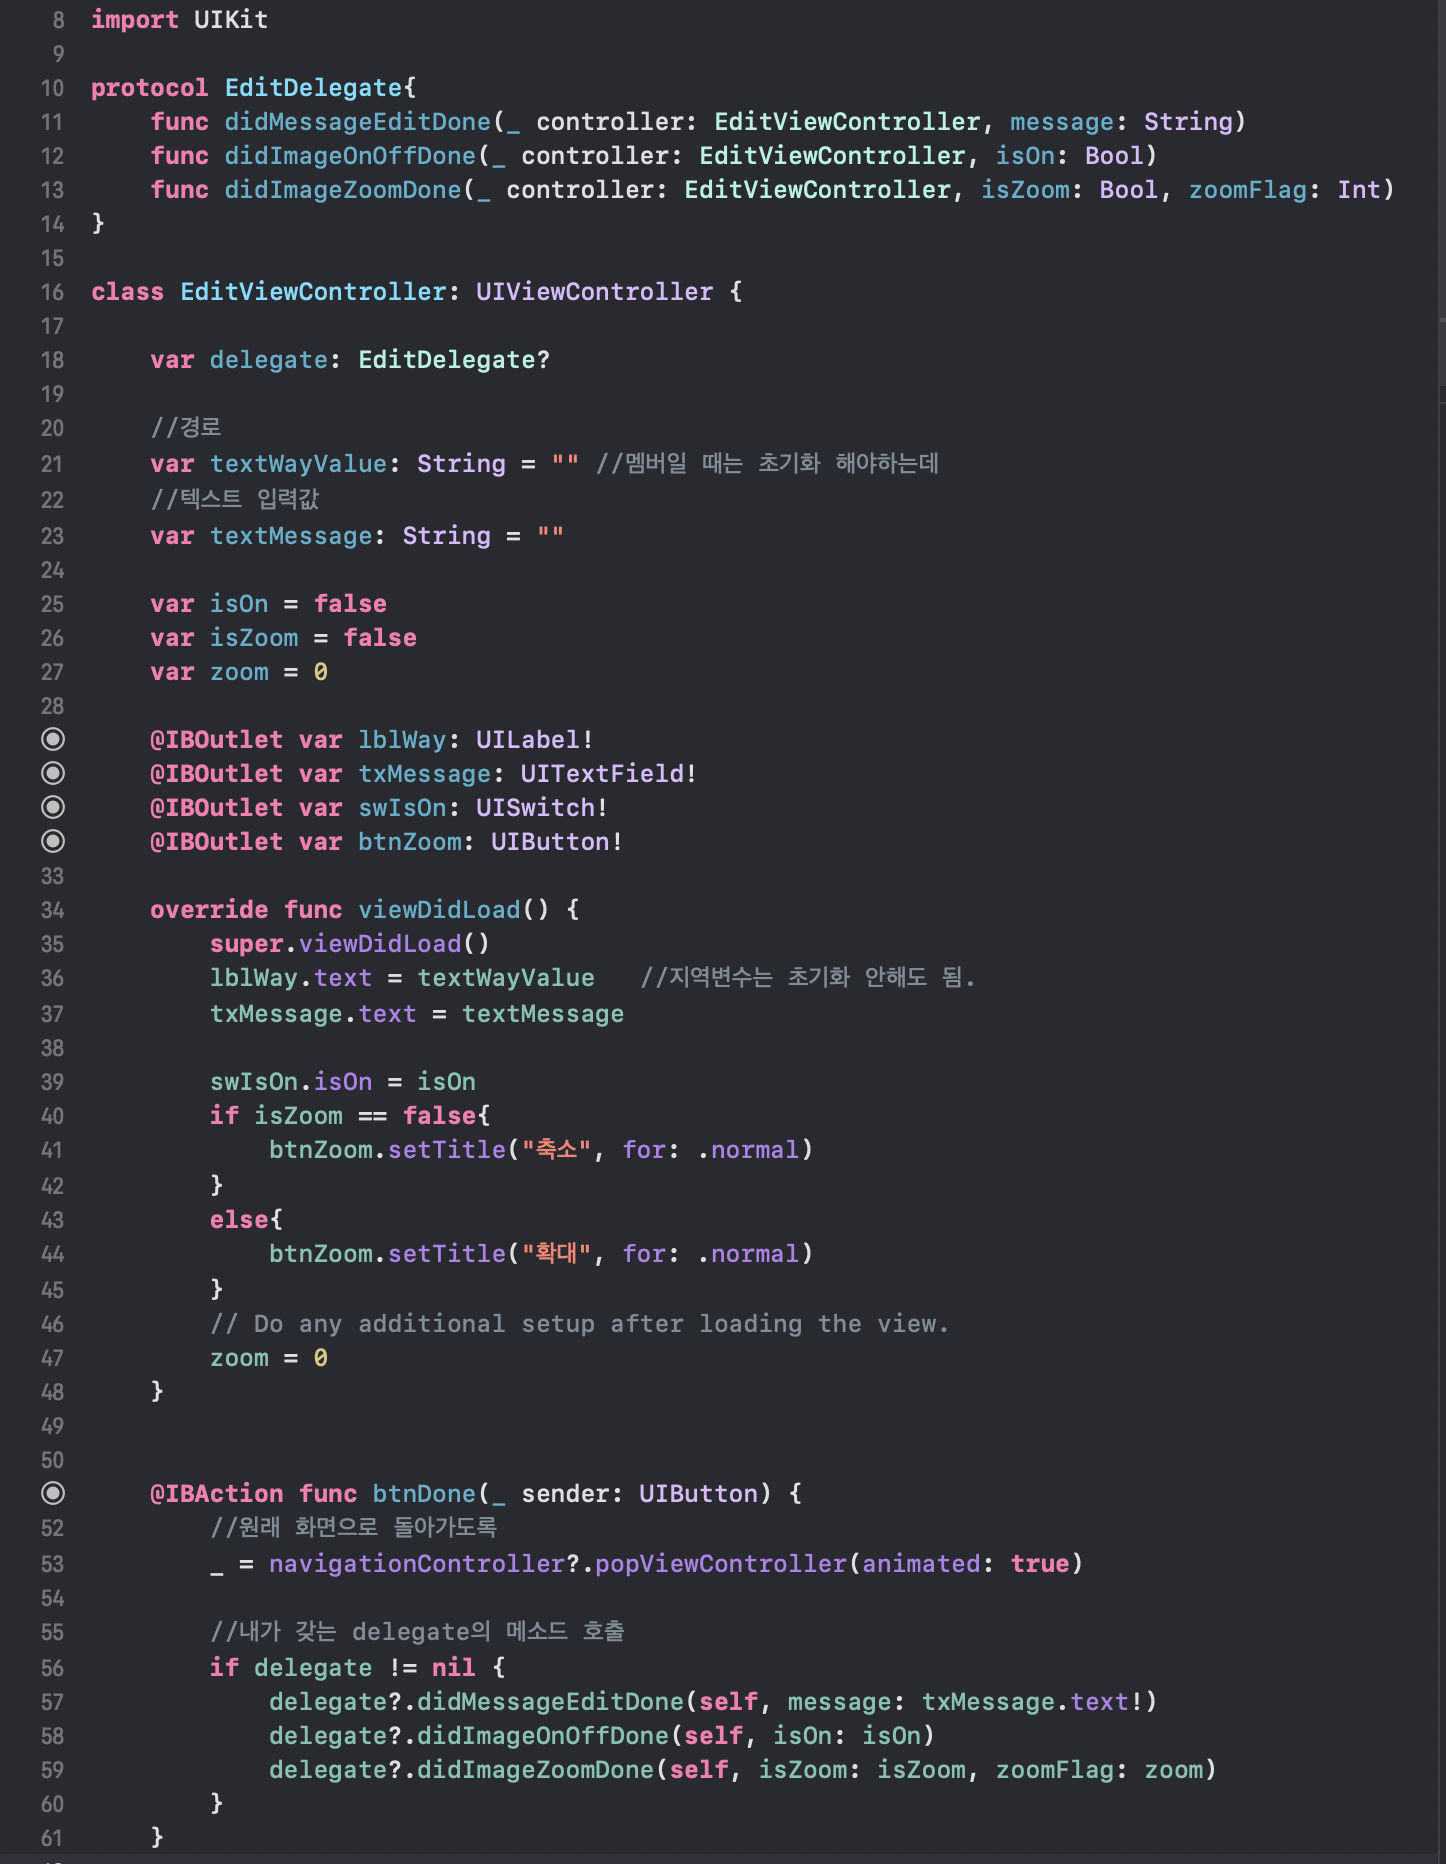 8 import UIKit
9
10 protocol EditDelegate{
11     func didMessageEditDone(_ controller: EditViewController, message: String)
12     func didImageOnOffDone(_ controller: EditViewController, isOn: Bool)
13     func didImageZoomDone(_ controller: EditViewController, isZoom: Bool, zoomFlag: Int)
14 }
15
16 class EditViewController: UIViewController {
17
18     var delegate: EditDelegate?
19
20     //경로
21     var textWayValue: String = "" //멤버일 때는 초기화 해야하는데
22     //텍스트 입력값
23     var textMessage: String = ""
24
25     var isOn = false
26     var isZoom = false
27     var zoom = 0
28
    @IBOutlet var lblWay: UILabel!
    @IBOutlet var txMessage: UITextField!
    @IBOutlet var swIsOn: UISwitch!
    @IBOutlet var btnZoom: UIButton!
33
34     override func viewDidLoad() {
35         super.viewDidLoad()
36         lblWay.text = textWayValue   //지역변수는 초기화 안해도 됨.
37         txMessage.text = textMessage
38
39         swIsOn.isOn = isOn
40         if isZoom == false{
41             btnZoom.setTitle("축소", for: .normal)
42         }
43         else{
44             btnZoom.setTitle("확대", for: .normal)
45         }
46         // Do any additional setup after loading the view.
47         zoom = 0
48     }
49
50
    @IBAction func btnDone(_ sender: UIButton) {
52         //원래 화면으로 돌아가도록
53         _ = navigationController?.popViewController(animated: true)
54
55         //내가 갖는 delegate의 메소드 호출
56         if delegate != nil {
57             delegate?.didMessageEditDone(self, message: txMessage.text!)
58             delegate?.didImageOnOffDone(self, isOn: isOn)
59             delegate?.didImageZoomDone(self, isZoom: isZoom, zoomFlag: zoom)
60         }
61     }